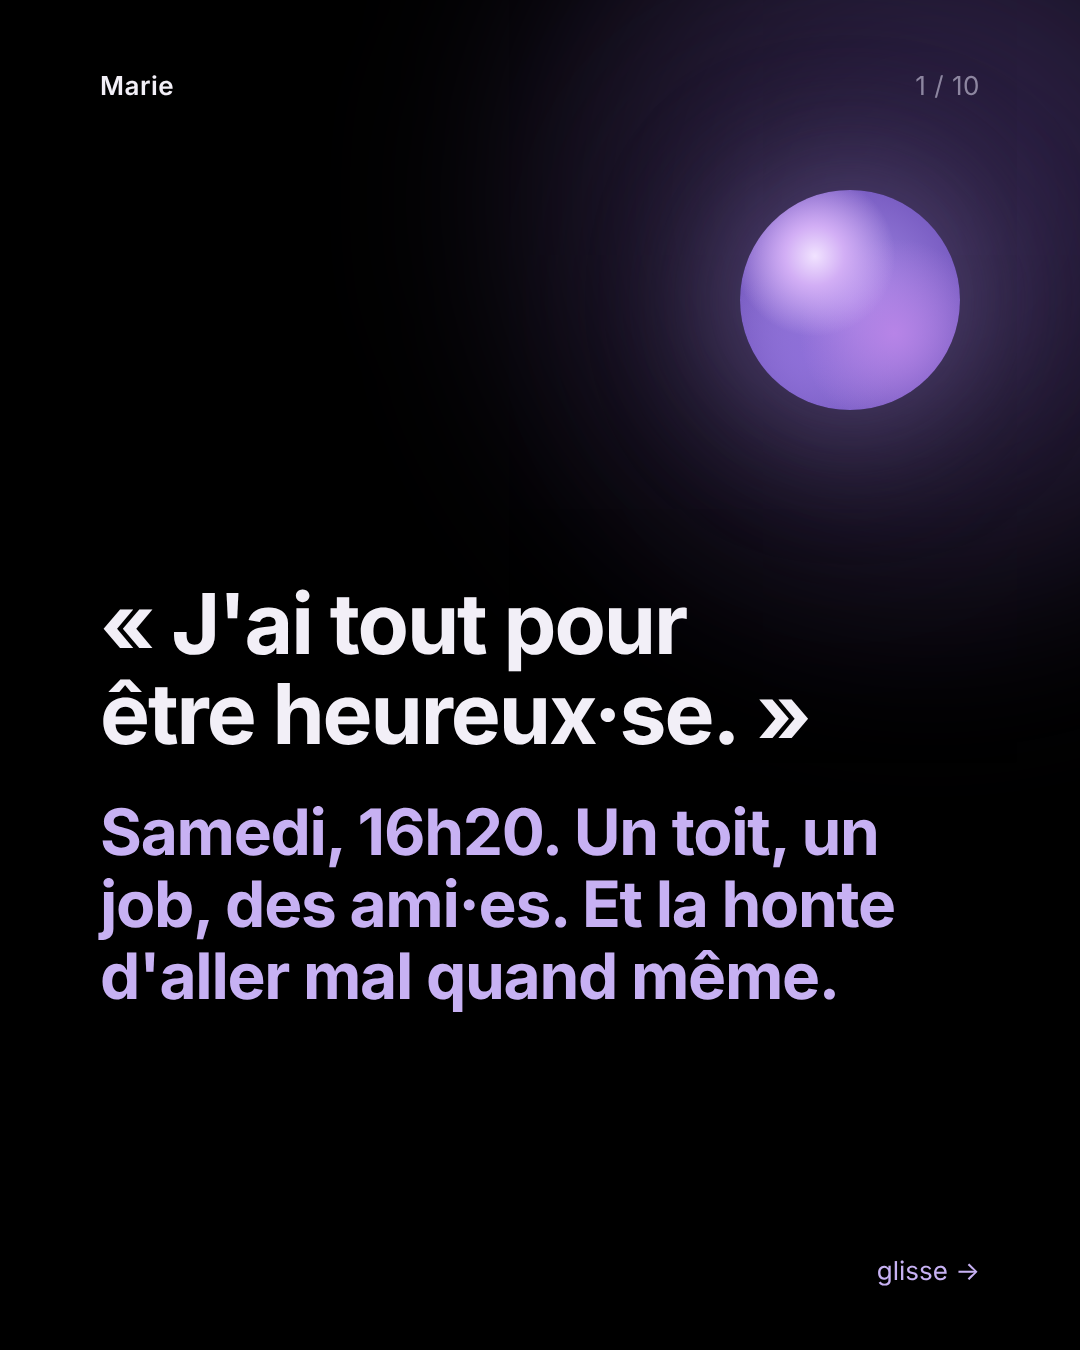 Marie
1 / 10
« J'ai tout pour
être heureux·se. »
Samedi, 16h20. Un toit, un
job, des ami·es. Et la honte
d'aller mal quand même.
glisse →